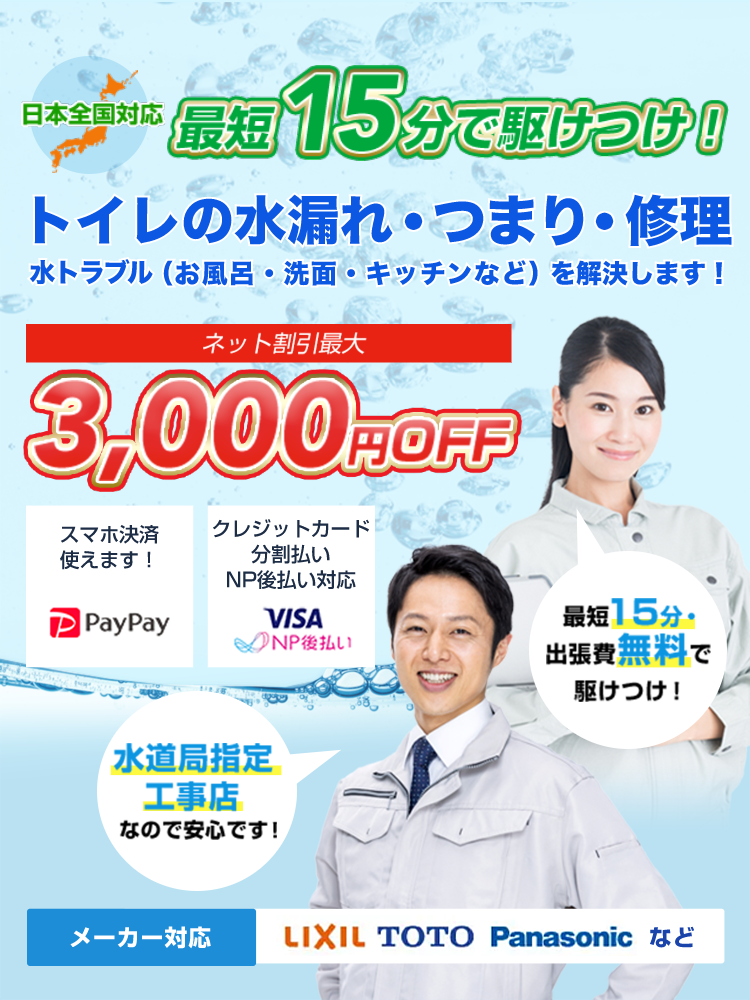 日本全国対応
最短15分で駆けつけ!
トイレの水漏れ・つまり・修理
水トラブル(お風呂・洗面・キッチンなど)を解決します!
ネット割引最大
3,000円OFF
スマホ決済
使えます!
PayPay
クレジットカード
分割払い
NP後払い対応
VISA
NP後払い
最短15分・
出張費無料で
駆けつけ!
水道局指定
工事店
なので安心です!
メーカー対応
LIXIL TOTO Panasonic など